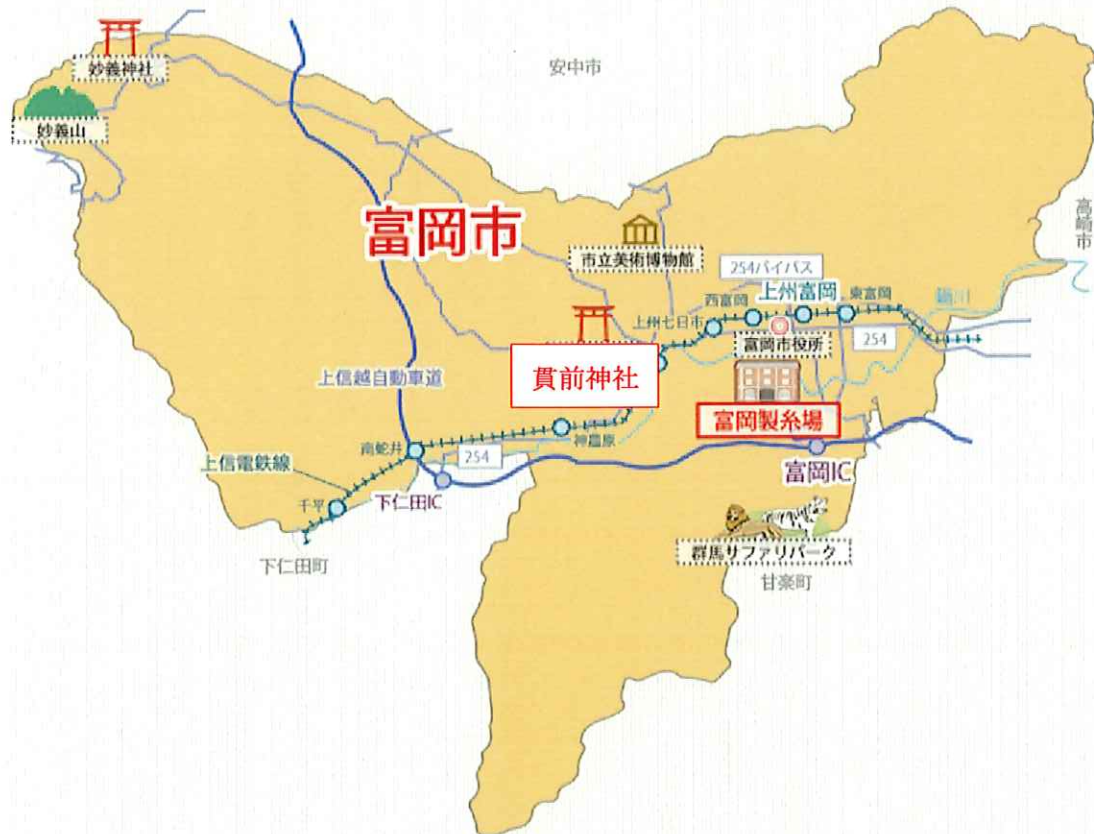 妙義神社
安中市
妙義山
高崎市
富岡市
市立美術博物館
254バイパス
西富岡
上州富岡
東富岡
鏑川
上州七日市
富岡市役所
254
上信越自動車道
貫前神社
富岡製糸場
南蛇井
254
神農原
上信電鉄線
富岡IC
下仁田IC
千平
群馬サファリパーク
下仁田町
甘楽町